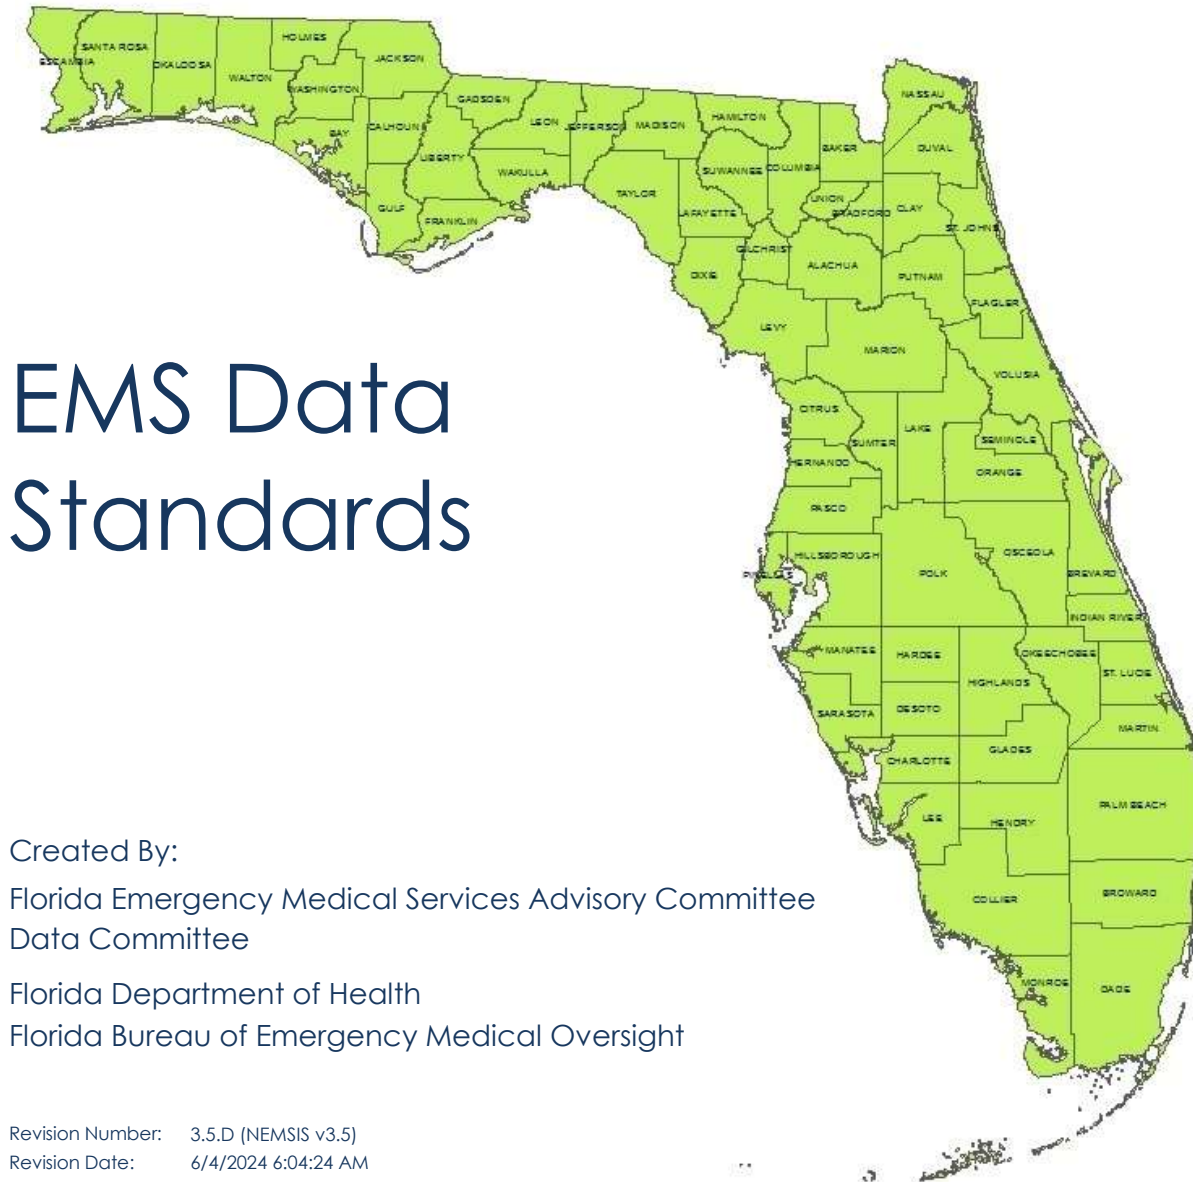 HOLMES
SANTA ROSA
ESCAMBIA
OKALOOSA
JACKSON
WALTON
WASHINGTON
NASSAU
GADSDEN
HAMILTON
LEON
JEFFERSON
MADISON
CALHOUN
BAY
BAKER
DUVAL
LIBERTY
WAKULLA
SUWANNEE
COLUMBIA
TAYLOR
UNION
GULF
FRANKLIN
LAFAYETTE
BRADFORD
CLAY
ST. JOHNS
GILCHRIST
ALACHUA
DIXIE
PUTNAM
FLAGLER
LEVY
MARION
VOLUSIA
EMS Data
Standards
CITRUS
SUMTER
LAKE
SEMINOLE
HERNANDO
ORANGE
PASCO
HILLSBOROUGH
OSCEOLA
PINELLAS
POLK
BREVARD
INDIAN RIVER
MANATEE
HARDEE
OKEECHOBEE
ST. LUCIE
HIGHLANDS
SARASOTA
DESOTO
MARTIN
GLADES
CHARLOTTE
PALM BEACH
LEE
HENDRY
COLLIER
BROWARD
MONROE
DADE
Created By:
Florida Emergency Medical Services Advisory Committee
Data Committee
Florida Department of Health
Florida Bureau of Emergency Medical Oversight
Revision Number: 3.5.D (NEMSIS v3.5)
Revision Date: 6/4/2024 6:04:24 AM